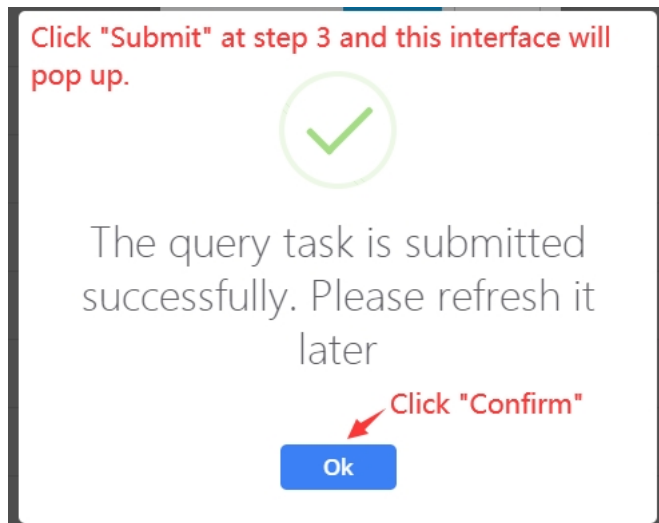 Click "Submit" at step 3 and this interface will
pop up.
The query task is submitted
successfully. Please refresh it
later
Click "Confirm"
Ok